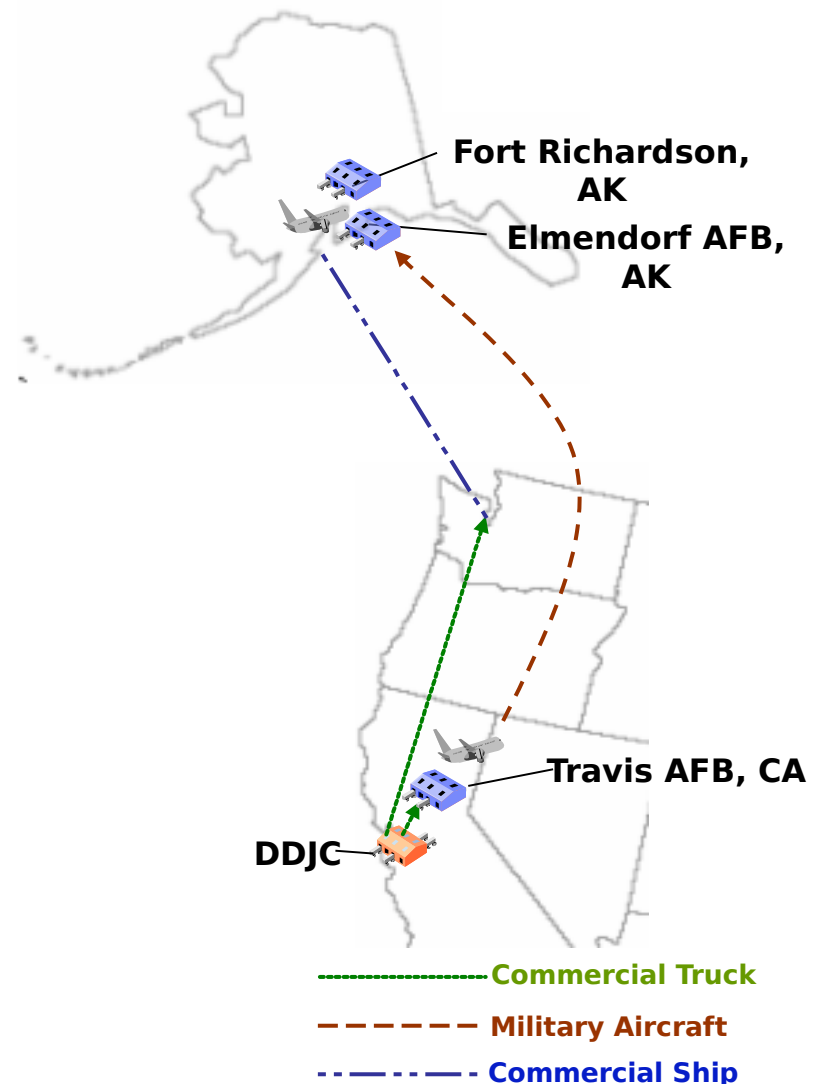 Fort Richardson,
AK
Elmendorf AFB,
AK
Travis AFB, CA
DDJC
Commercial Truck
Military Aircraft
Commercial Ship